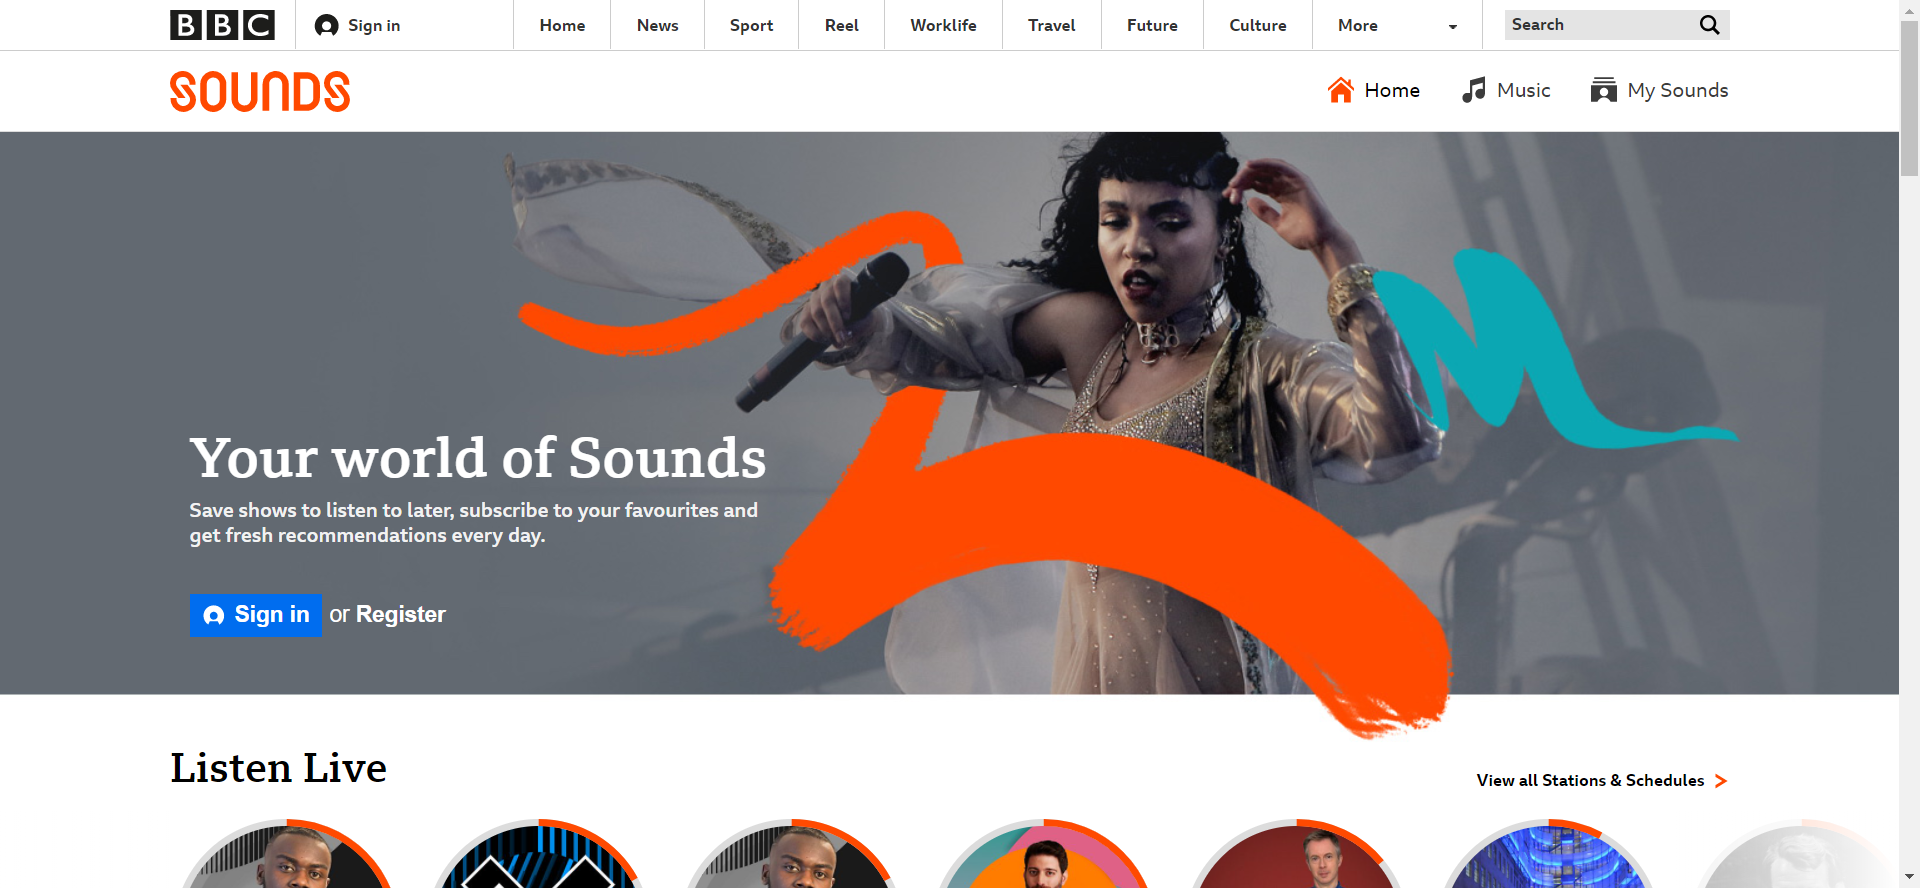 BBC
Sign in
Home
News
Sport
Reel
Worklife
Travel
Future
Culture
More
Search
SOUNDS
Home
Music
My Sounds
Your world of Sounds
Save shows to listen to later, subscribe to your favourites and
get fresh recommendations every day.
Sign in or Register
Listen Live
View all Stations & Schedules